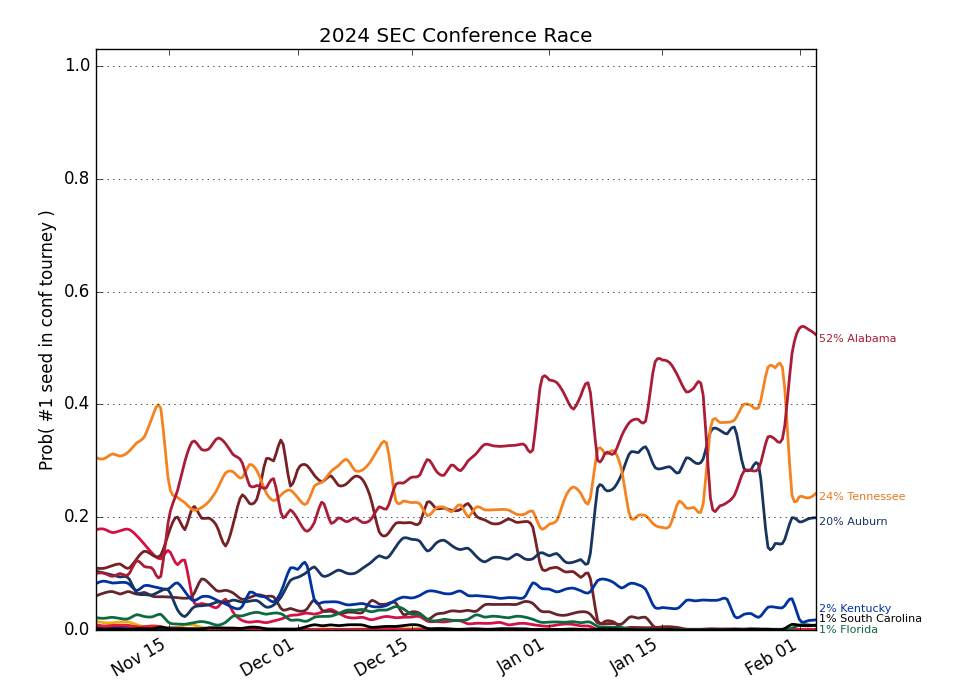 2024 SEC Conference Race
Prob( #1 seed in conf tourney )
1.0
0.8
0.6
0.4
0.2
0.0
52% Alabama
24% Tennessee
20% Auburn
2% Kentucky
1% South Carolina
1% Florida
Nov 15
Dec 01
Dec 15
Jan 01
Jan 15
Feb 01